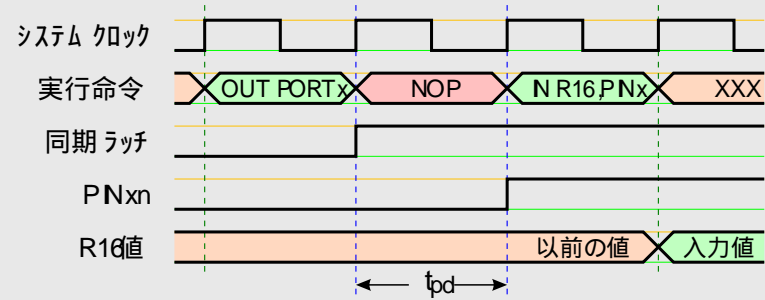 システム クロック
実行命令 OUT PORTx NOP IN R16,PINx XXX
同期 ラッチ
PINxn
R16値 以前の値 入力値
tpd